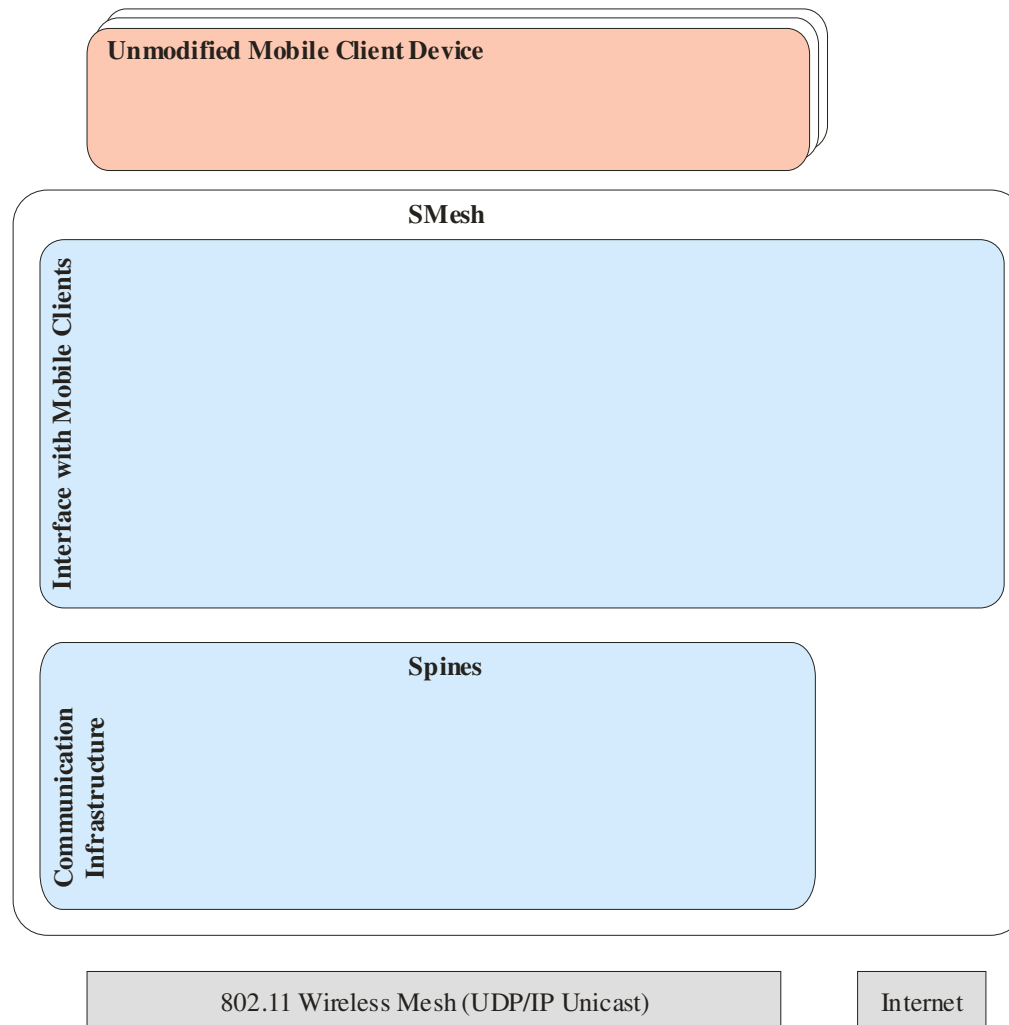 Unmodified Mobile Client Device
SMesh
Interface with Mobile Clients
Spines
Communication
Infrastructure
802.11 Wireless Mesh (UDP/IP Unicast)
Internet